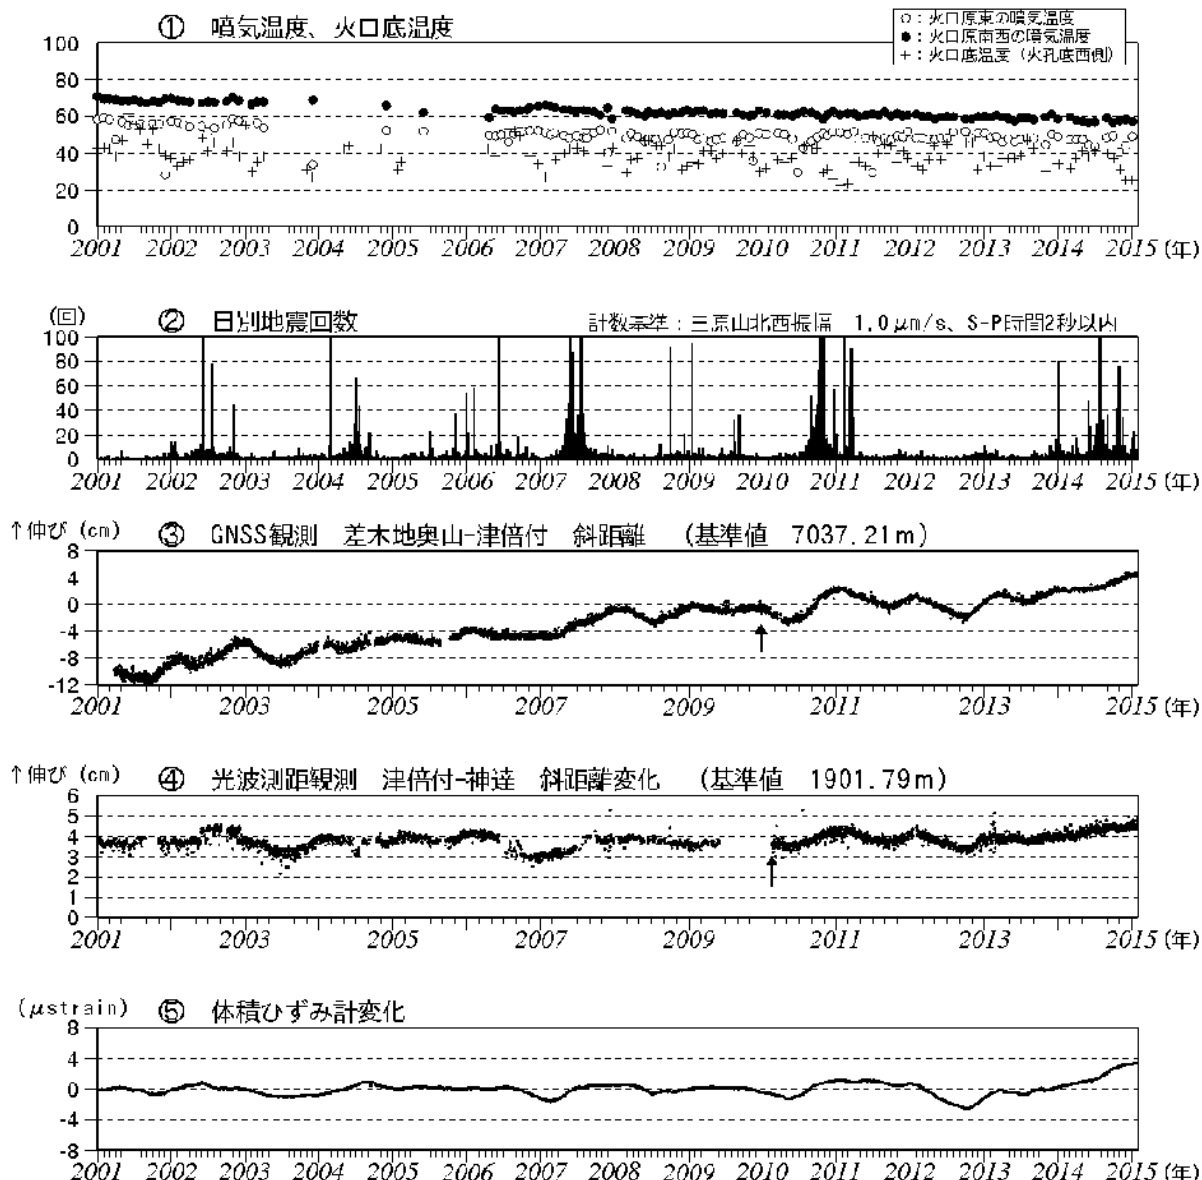 ① 噴気温度、火口底温度
○：火口原東の噴気温度
●：火口原南西の噴気温度
+：火口底温度（火孔底西側）
100
80
60
40
20
0
2001 2002 2003 2004 2005 2006 2007 2008 2009 2010 2011 2012 2013 2014 2015 (年)
(回) ② 日別地震回数 計数基準：三原山北西振幅 1.0μm/s、S-P時間2秒以内
100
80
60
40
20
0
2001 2002 2003 2004 2005 2006 2007 2008 2009 2010 2011 2012 2013 2014 2015 (年)
↑伸び (cm) ③ GNSS観測 差木地奥山-津倍付 斜距離 (基準値 7037.21m)
8
4
0
-4
-8
-12
2001 2003 2005 2007 2009 2011 2013 2015 (年)
↑伸び (cm) ④ 光波測距観測 津倍付-神達 斜距離変化 (基準値 1901.79m)
6
5
4
3
2
1
0
2001 2003 2005 2007 2009 2011 2013 2015 (年)
(μstrain) ⑤ 体積ひずみ計変化
8
4
0
-4
-8
2001 2002 2003 2004 2005 2006 2007 2008 2009 2010 2011 2012 2013 2014 2015 (年)